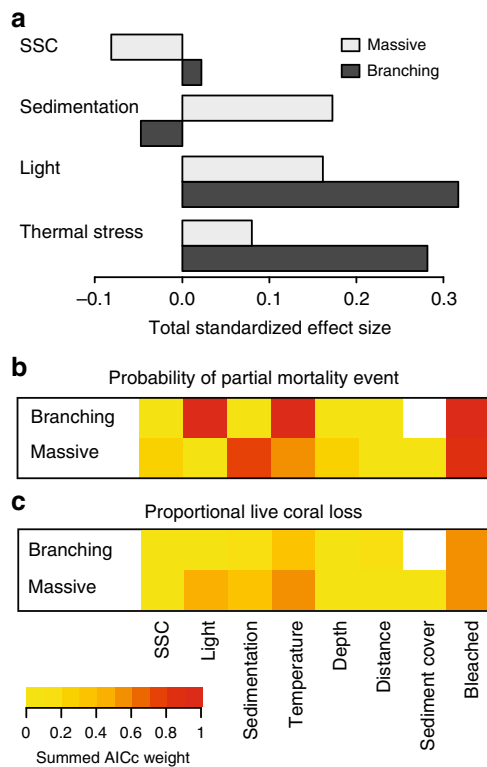 a
SSC
Massive
Branching
Sedimentation
Light
Thermal stress
–0.1 0.0 0.1 0.2 0.3
Total standardized effect size
b
Probability of partial mortality event
Branching
Massive
c
Proportional live coral loss
Branching
Massive
SSC
Light
Sedimentation
Temperature
Depth
Distance
Sediment cover
Bleached
0 0.2 0.4 0.6 0.8 1
Summed AICc weight